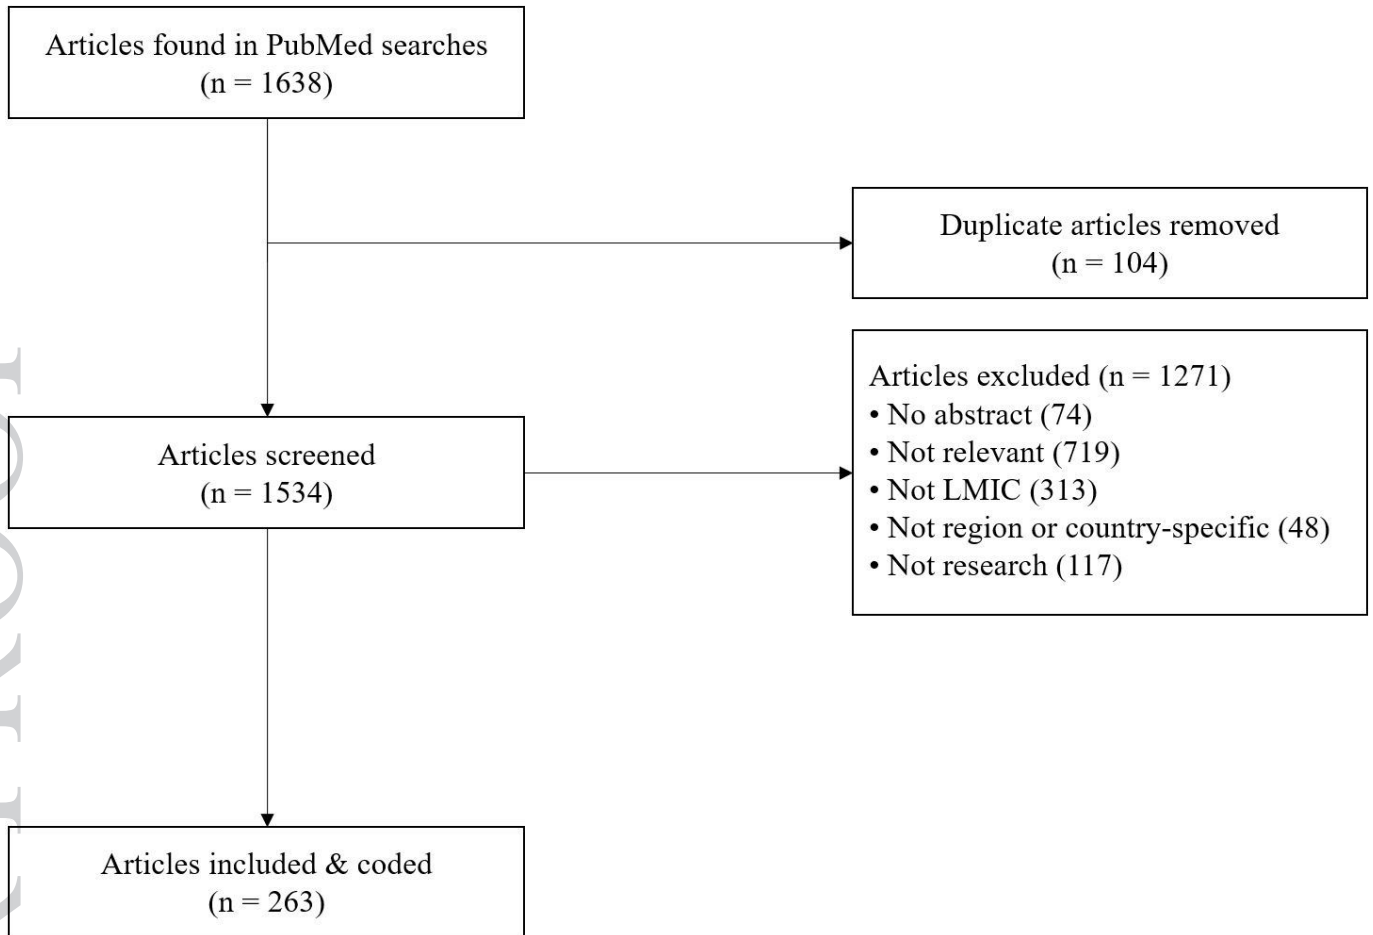 Articles found in PubMed searches
(n = 1638)
Duplicate articles removed
(n = 104)
Articles screened
(n = 1534)
Articles excluded (n = 1271)
• No abstract (74)
• Not relevant (719)
• Not LMIC (313)
• Not region or country-specific (48)
• Not research (117)
Articles included & coded
(n = 263)